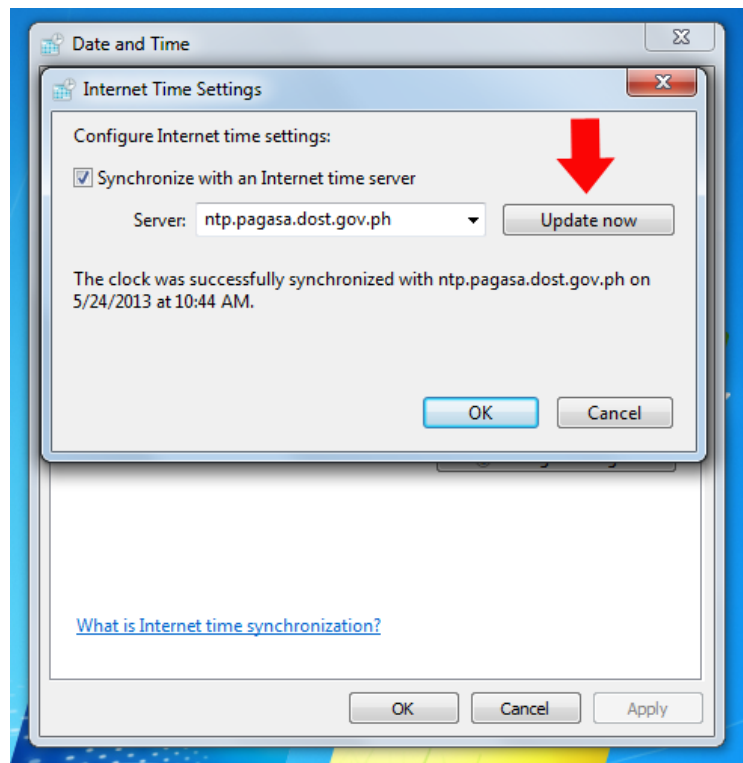 Date and Time
Internet Time Settings
Configure Internet time settings:
Synchronize with an Internet time server
Server: ntp.pagasa.dost.gov.ph Update now
The clock was successfully synchronized with ntp.pagasa.dost.gov.ph on
5/24/2013 at 10:44 AM.
OK Cancel
What is Internet time synchronization?
OK Cancel Apply